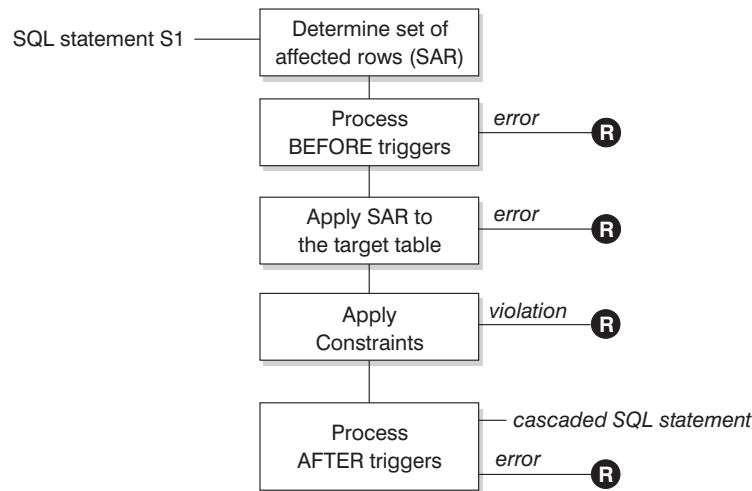 SQL statement S1
Determine set of
affected rows (SAR)
Process
BEFORE triggers
error
R
Apply SAR to
the target table
error
R
Apply
Constraints
violation
R
Process
AFTER triggers
cascaded SQL statement
error
R